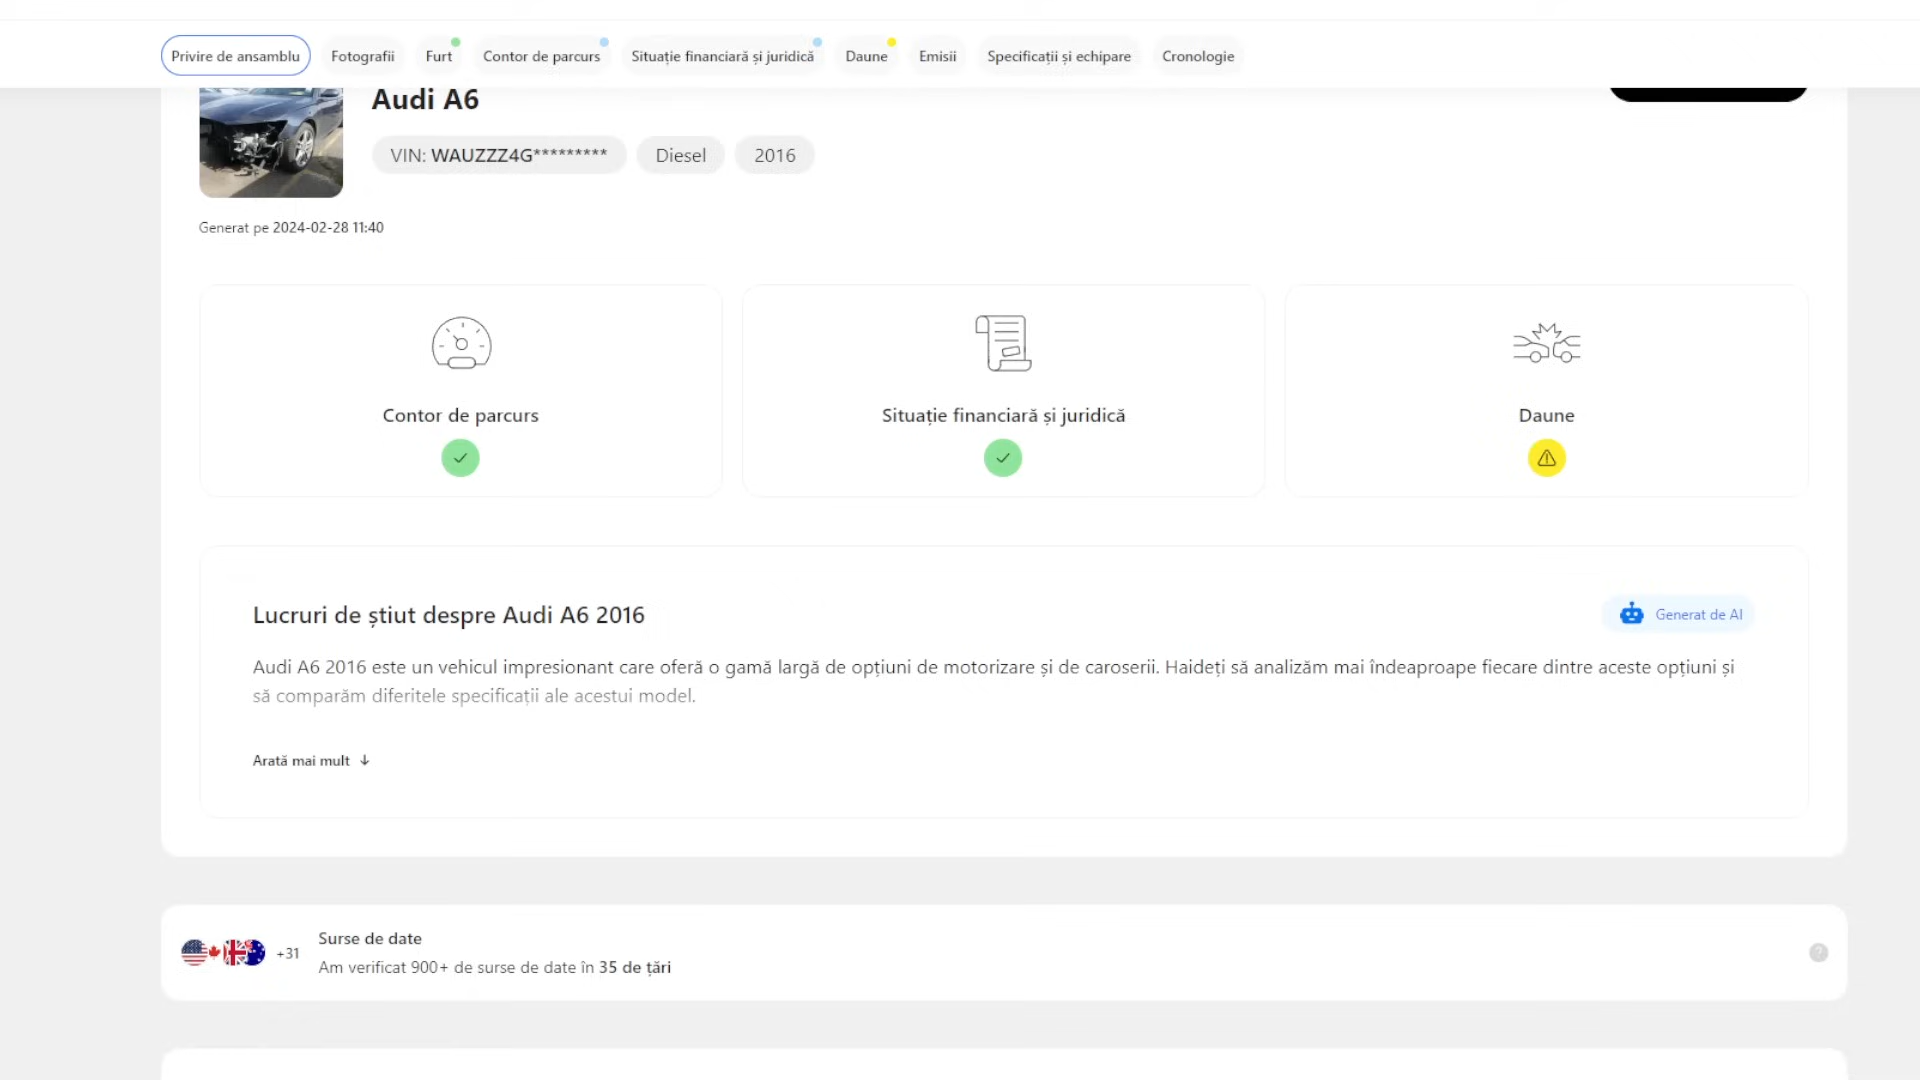 Privire de ansamblu
Fotografii
Furt
Contor de parcurs
Situație financiară și juridică
Daune
Emisii
Specificații și echipare
Cronologie
Audi A6
VIN: WAUZZZ4G*********
Diesel
2016
Generat pe 2024-02-28 11:40
Contor de parcurs
Situație financiară și juridică
Daune
Lucruri de știut despre Audi A6 2016
Generat de AI
Audi A6 2016 este un vehicul impresionant care oferă o gamă largă de opțiuni de motorizare și de caroserii. Haideți să analizăm mai îndeaproape fiecare dintre aceste opțiuni și
să comparăm diferitele specificații ale acestui model.
Arată mai mult ↓
+31
Surse de date
Am verificat 900+ de surse de date în 35 de țări
?